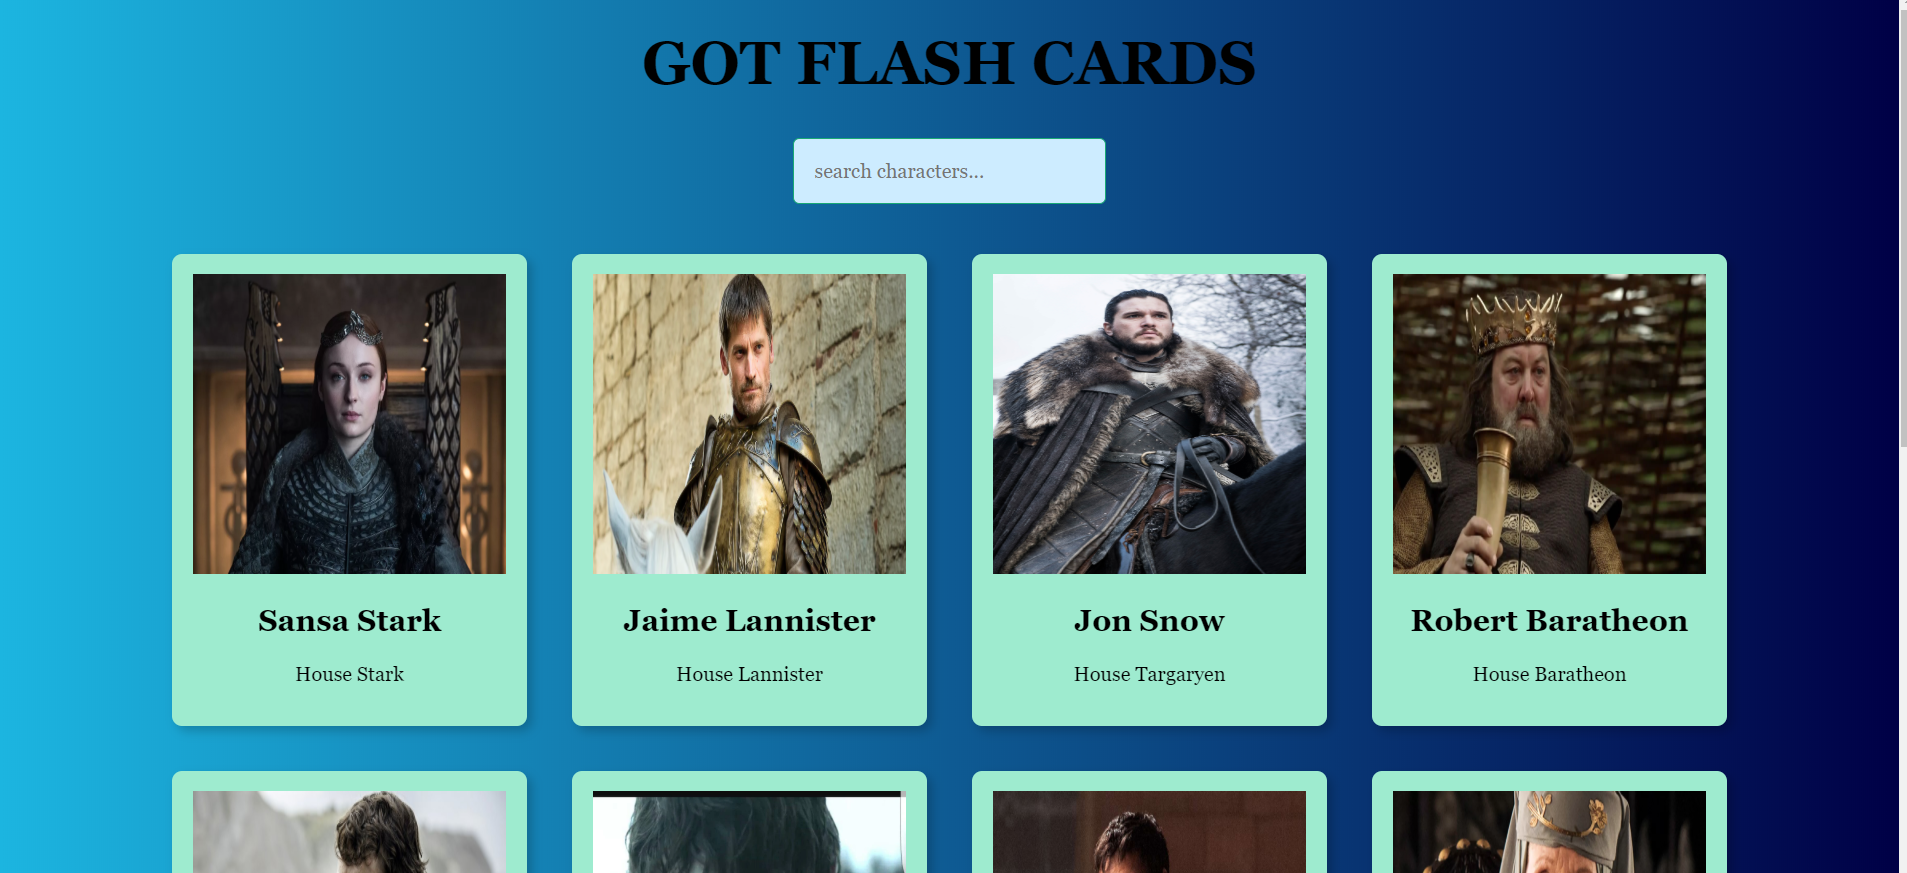 GOT FLASH CARDS
search characters...
Sansa Stark
House Stark
Jaime Lannister
House Lannister
Jon Snow
House Targaryen
Robert Baratheon
House Baratheon